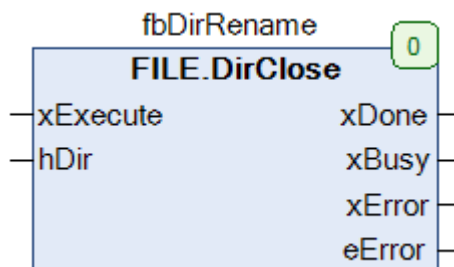 fbDirRename
0
FILE.DirClose
xExecute xDone
hDir xBusy
xError
eError